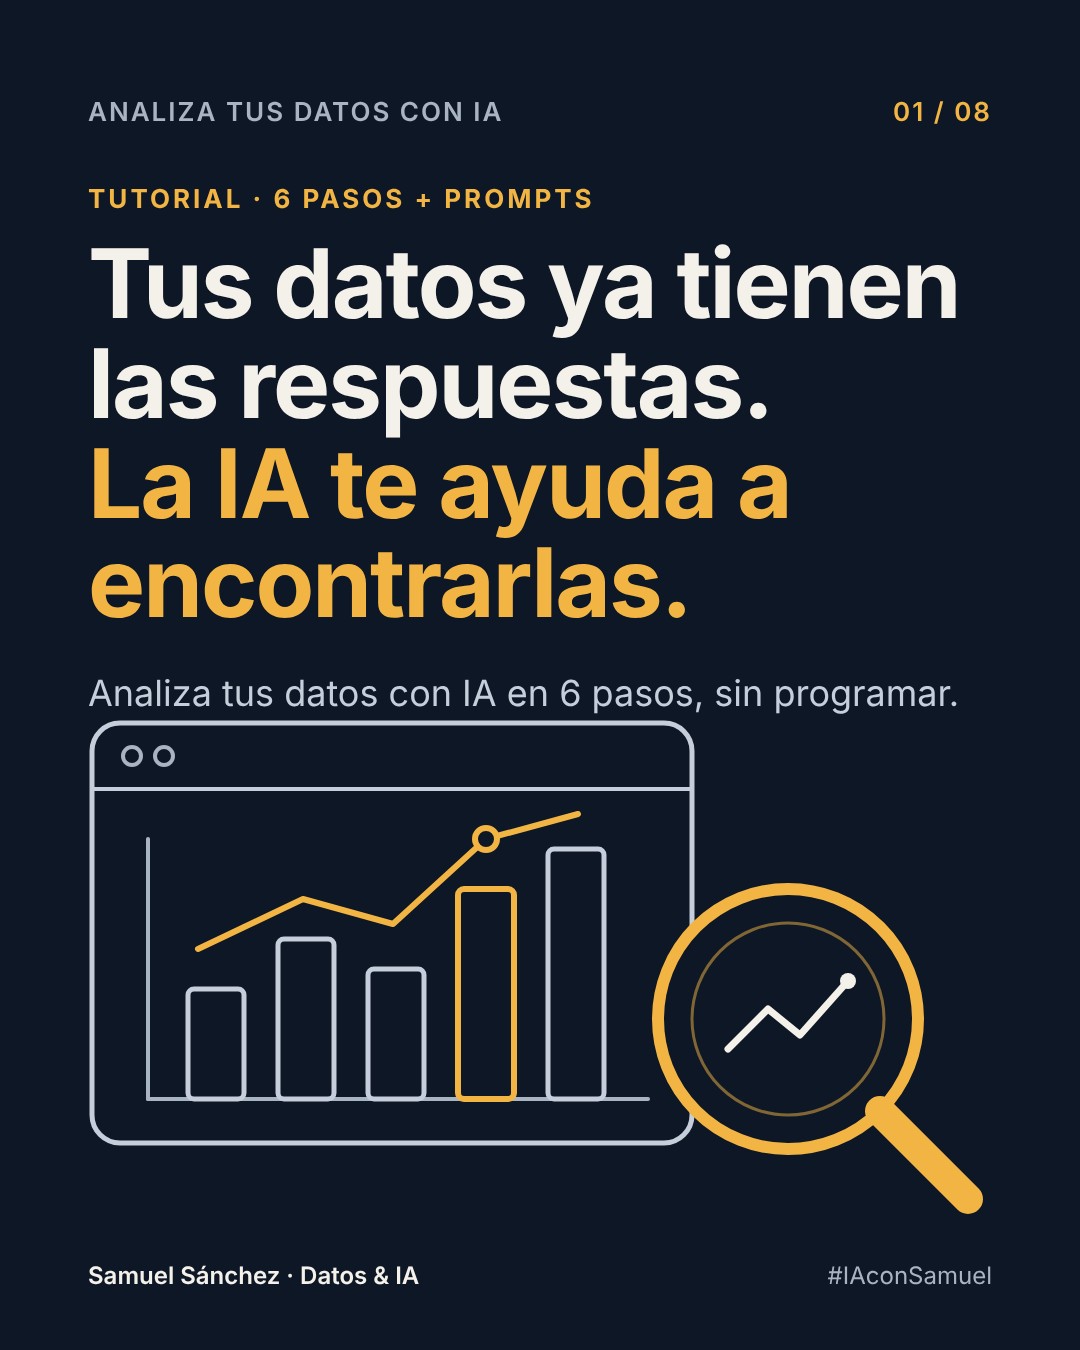 ANALIZA TUS DATOS CON IA
01 / 08
TUTORIAL · 6 PASOS + PROMPTS
Tus datos ya tienen
las respuestas.
La IA te ayuda a
encontrarlas.
Analiza tus datos con IA en 6 pasos, sin programar.
Samuel Sánchez · Datos & IA
#IAconSamuel